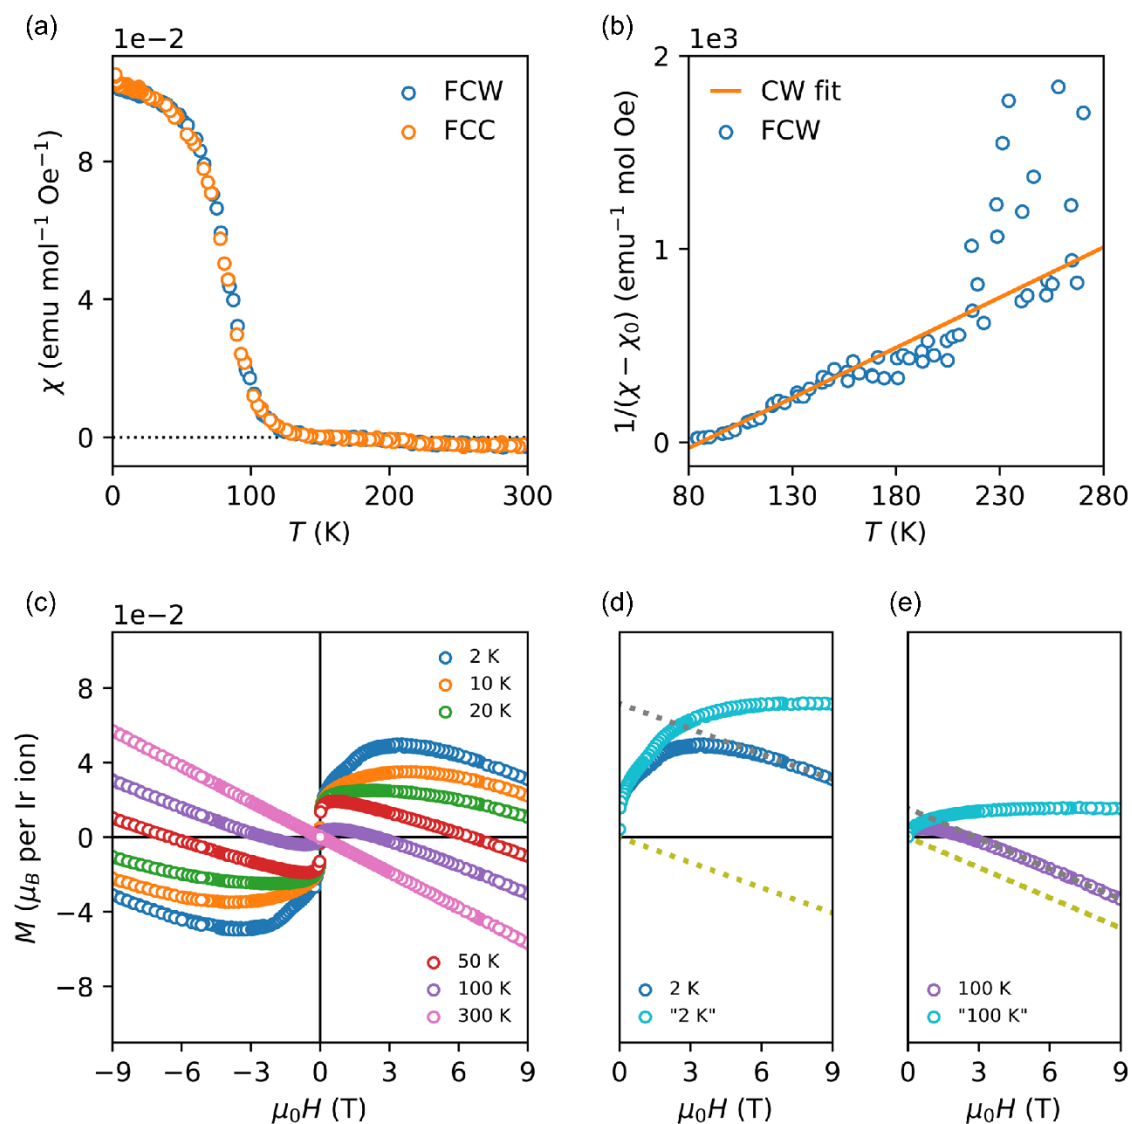 (a)
1e−2
FCW
FCC
8
4
0
χ (emu mol⁻¹ Oe⁻¹)
0 100 200 300
T (K)
(b)
1e3
CW fit
FCW
2
1
0
1/(χ − χ₀) (emu⁻¹ mol Oe)
80 130 180 230 280
T (K)
(c)
1e−2
2 K
10 K
20 K
8
4
0
−4
−8
M (μB per Ir ion)
50 K
100 K
300 K
−9 −6 −3 0 3 6 9
μ₀H (T)
(d)
2 K
"2 K"
0 3 6 9
μ₀H (T)
(e)
100 K
"100 K"
0 3 6 9
μ₀H (T)